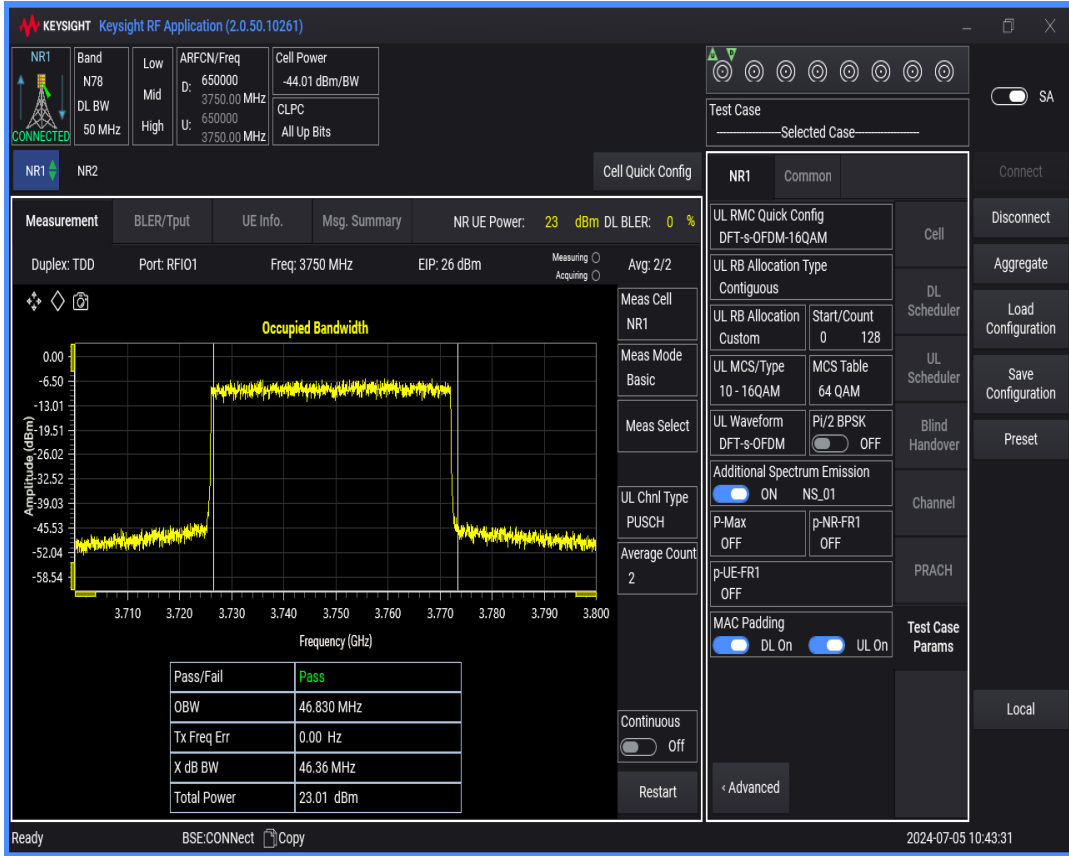 KEYSIGHT Keysight RF Application (2.0.50.10261)
NR1
CONNECTED
Band
N78
DL BW
50 MHz
Low
Mid
High
ARFCN/Freq
D: 650000
3750.00 MHz
U: 650000
3750.00 MHz
Cell Power
-44.01 dBm/BW
CLPC
All Up Bits
U D
Test Case
Selected Case
SA
NR1
NR2
Cell Quick Config
NR1
Common
Connect
Disconnect
Aggregate
Load
Configuration
Save
Configuration
Preset
Local
Measurement
BLER/Tput
UE Info.
Msg. Summary
NR UE Power: 23 dBm DL BLER: 0 %
Duplex: TDD
Port: RFIO1
Freq: 3750 MHz
EIP: 26 dBm
Measuring
Acquiring
Avg: 2/2
Occupied Bandwidth
Amplitude (dBm)
0.00
-6.50
-13.01
-19.51
-26.02
-32.52
-39.03
-45.53
-52.04
-58.54
3.710 3.720 3.730 3.740 3.750 3.760 3.770 3.780 3.790 3.800
Frequency (GHz)
Pass/Fail Pass
OBW 46.830 MHz
Tx Freq Err 0.00 Hz
X dB BW 46.36 MHz
Total Power 23.01 dBm
Meas Cell
NR1
Meas Mode
Basic
Meas Select
UL Chnl Type
PUSCH
Average Count
2
Continuous
Off
Restart
UL RMC Quick Config
DFT-s-OFDM-16QAM
UL RB Allocation Type
Contiguous
UL RB Allocation
Custom
Start/Count
0 128
UL MCS/Type
10 - 16QAM
MCS Table
64 QAM
UL Waveform
DFT-s-OFDM
Pi/2 BPSK
OFF
Additional Spectrum Emission
ON NS_01
P-Max
OFF
p-NR-FR1
OFF
p-UE-FR1
OFF
MAC Padding
DL On UL On
‹ Advanced
Cell
DL
Scheduler
UL
Scheduler
Blind
Handover
Channel
PRACH
Test Case
Params
Ready
BSE:CONNect
Copy
2024-07-05 10:43:31